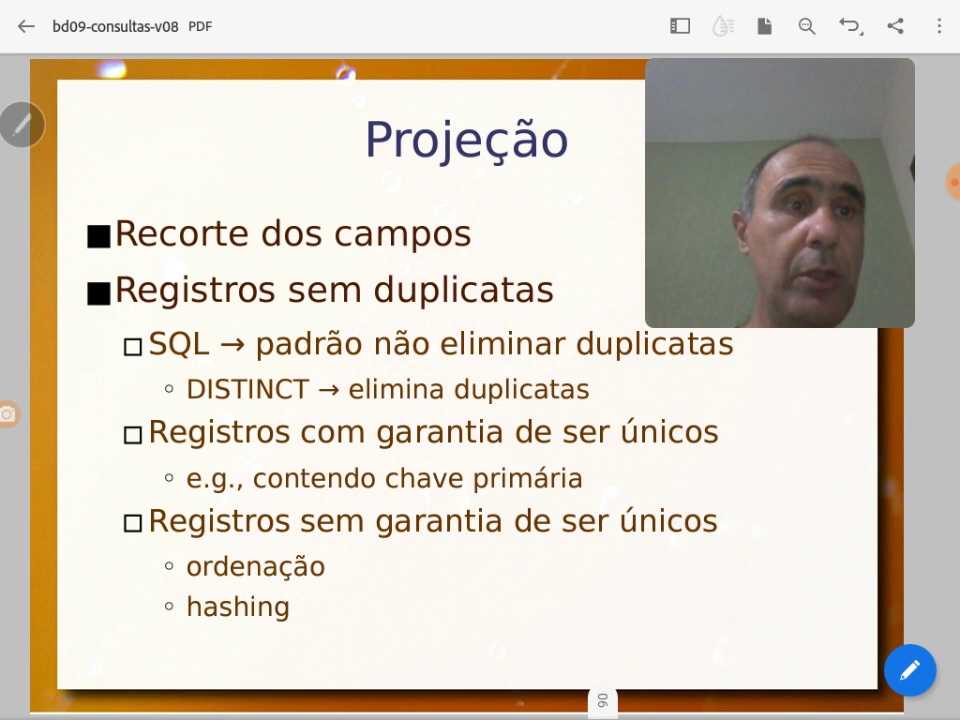 bd09-consultas-v08 PDF
Projeção
Recorte dos campos
Registros sem duplicatas
SQL → padrão não eliminar duplicatas
DISTINCT → elimina duplicatas
Registros com garantia de ser únicos
e.g., contendo chave primária
Registros sem garantia de ser únicos
ordenação
hashing
90